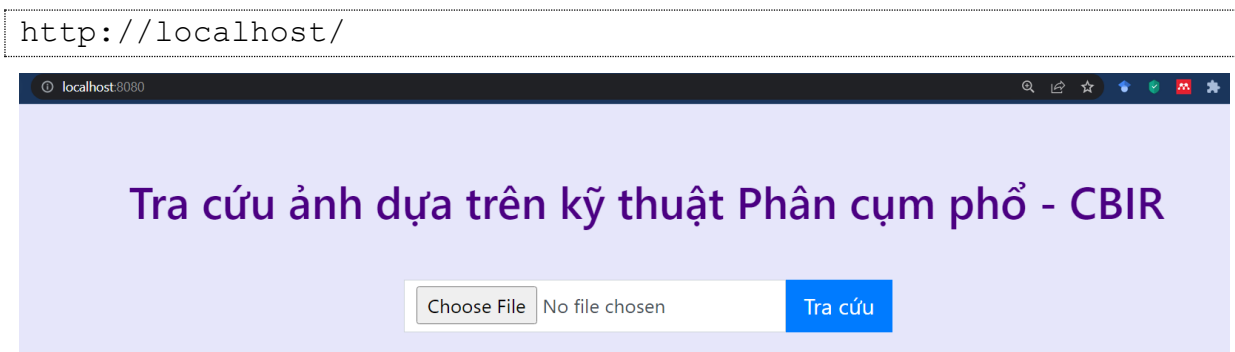 http://localhost/
localhost:8080
Tra cứu ảnh dựa trên kỹ thuật Phân cụm phổ - CBIR
Choose File No file chosen Tra cứu